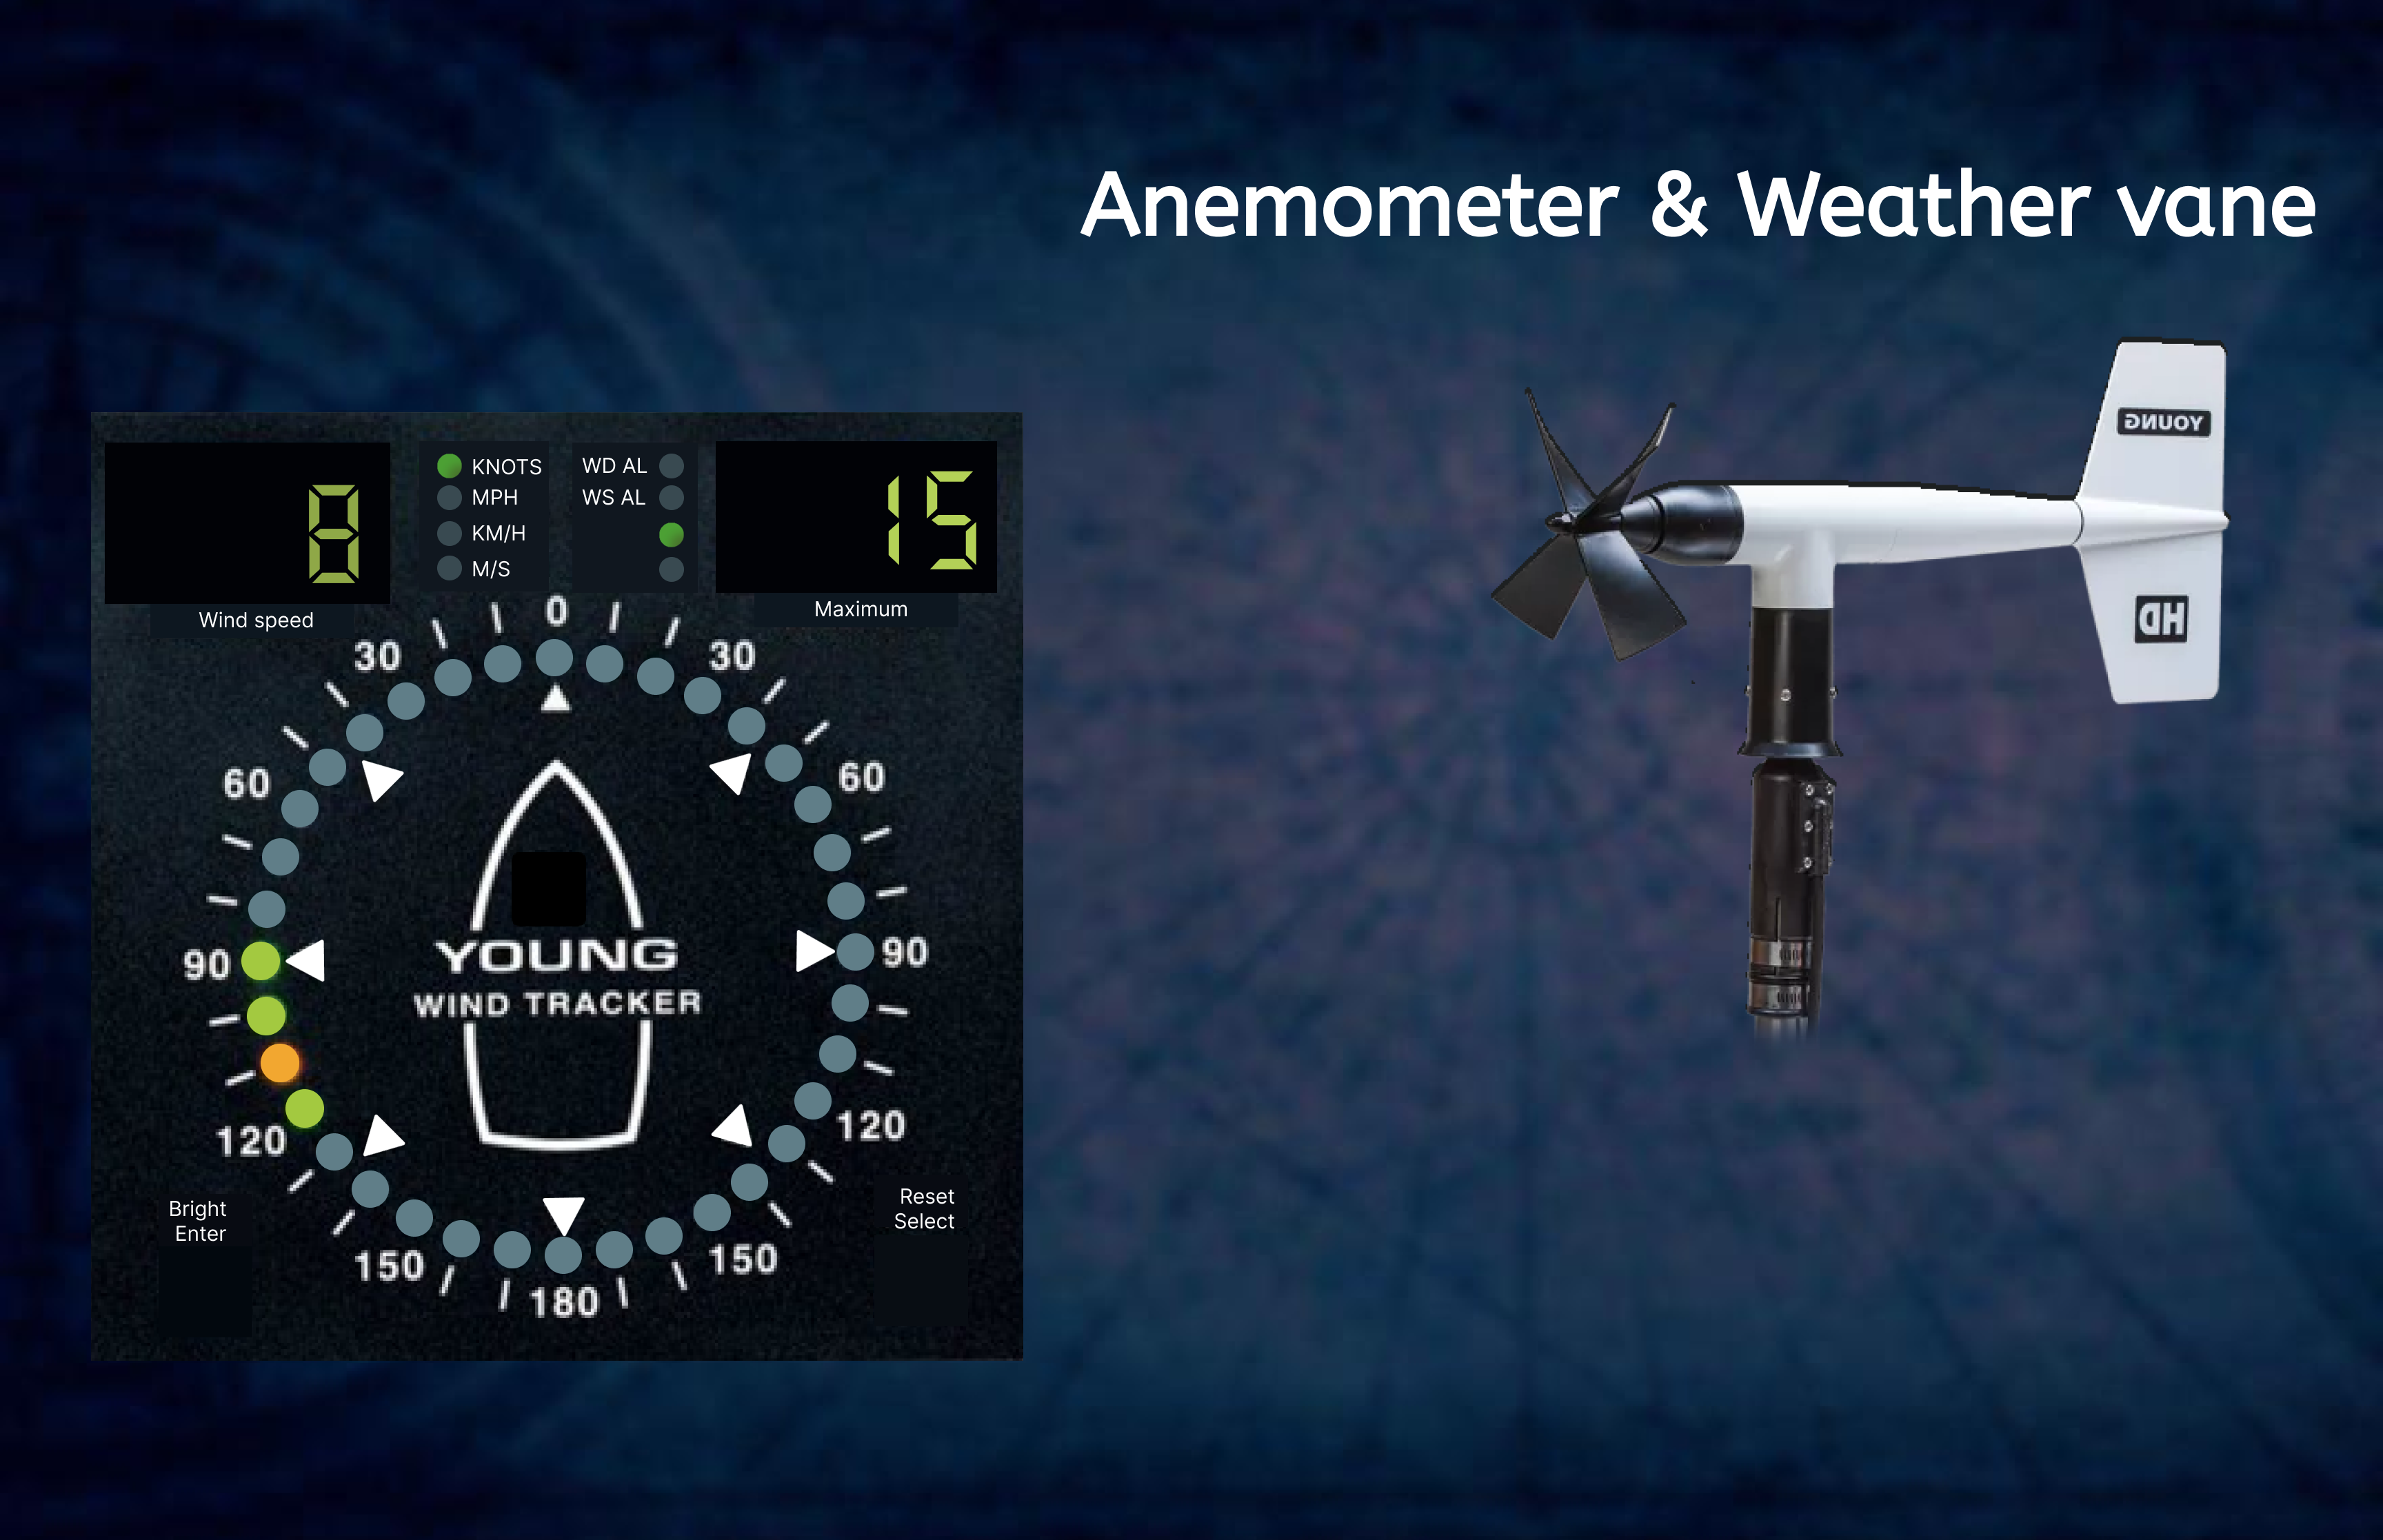 Anemometer & Weather vane
8
KNOTS
MPH
KM/H
M/S
WD AL
WS AL
15
Wind speed
Maximum
0
30
30
60
60
90
90
120
120
150
150
180
YOUNG
WIND TRACKER
Bright
Enter
Reset
Select
YOUNG
HD